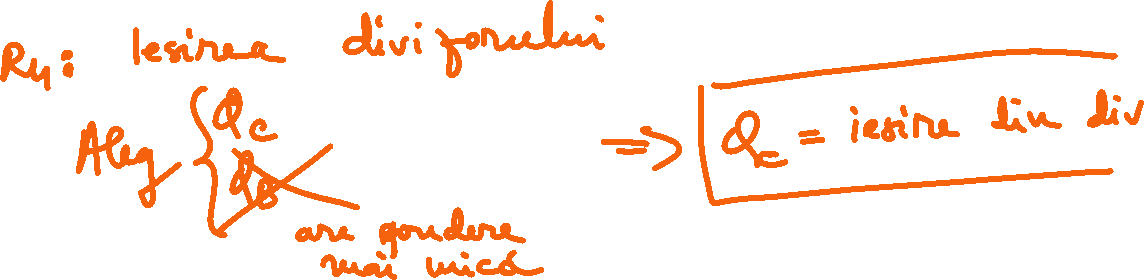 R4: Iesirea divizorului
Aleg { Qc
QB
are pondere
mai mică
=> Qc = iesire din div